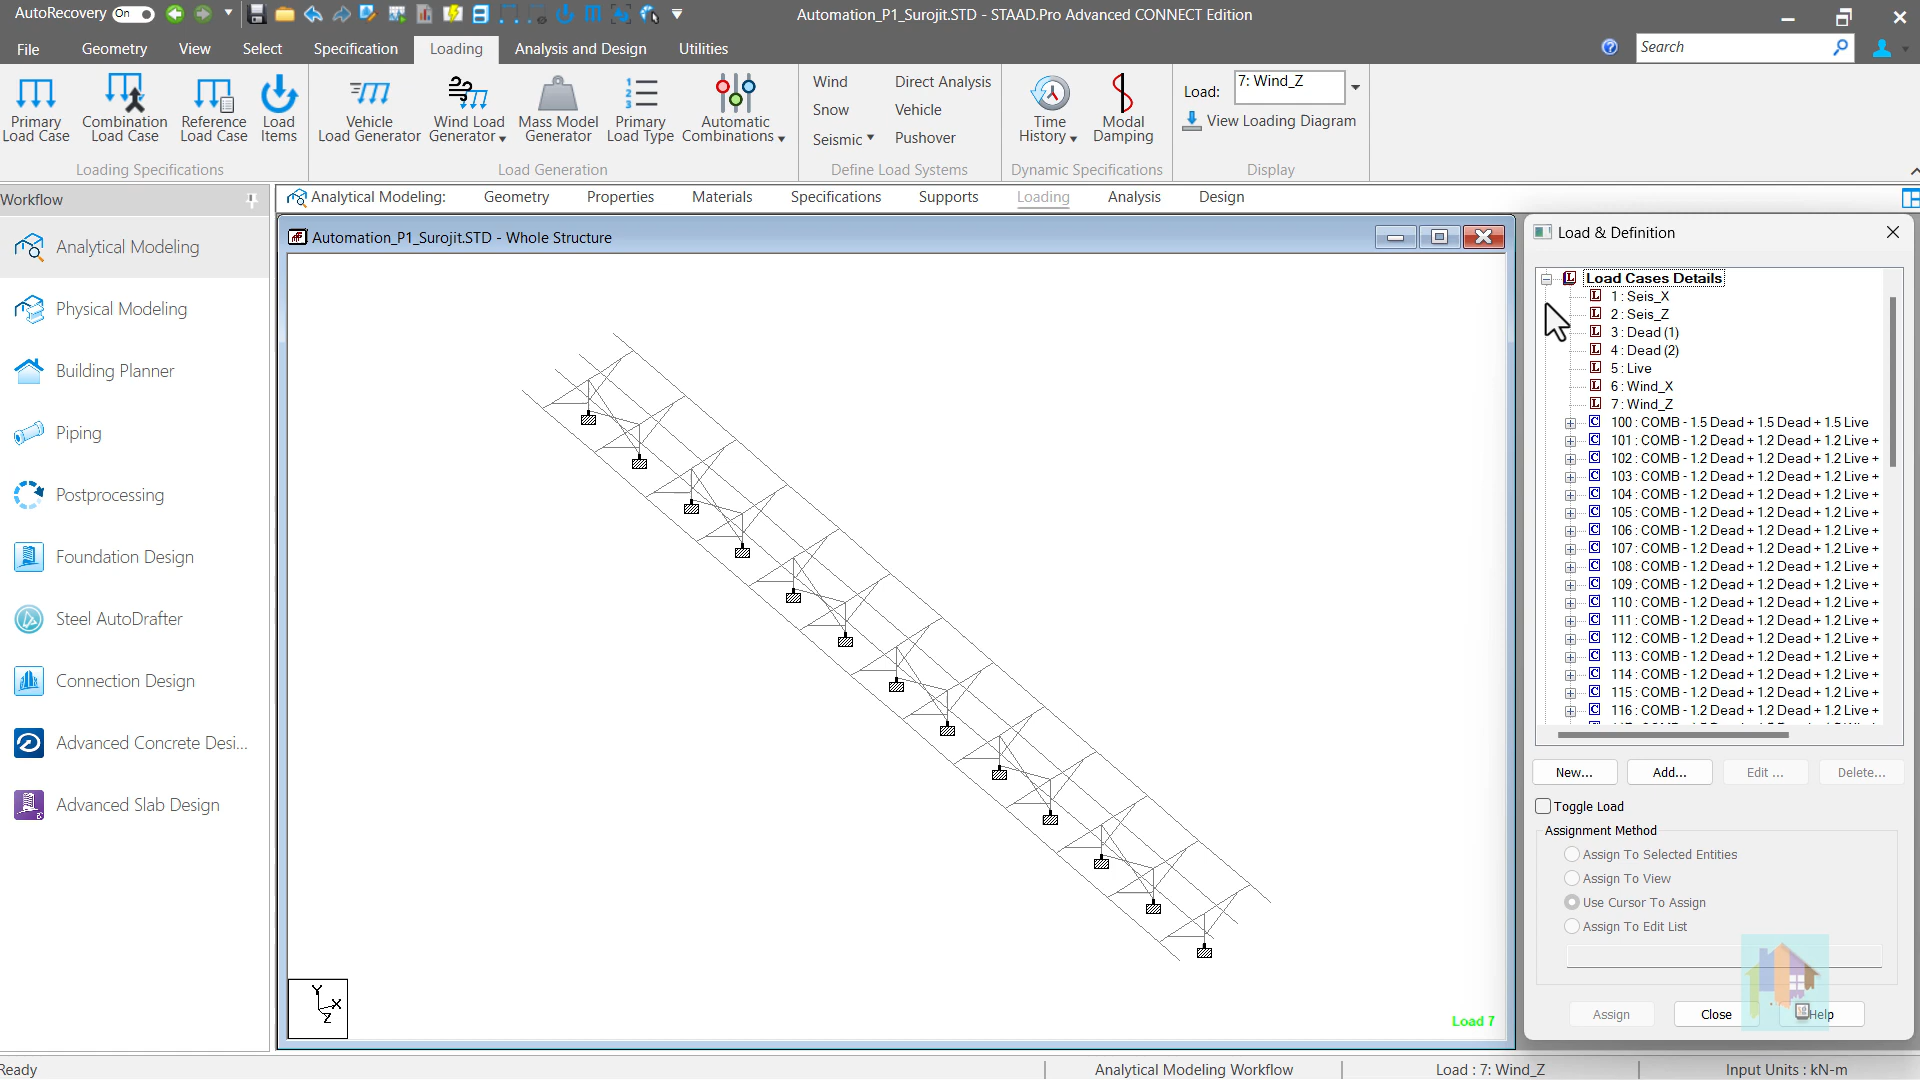 AutoRecovery On
Automation_P1_Surojit.STD - STAAD.Pro Advanced CONNECT Edition
File
Geometry
View
Select
Specification
Loading
Analysis and Design
Utilities
Search
Primary
Load Case
Combination
Load Case
Reference
Load Case
Load
Items
Loading Specifications
Vehicle
Load Generator
Wind Load
Generator
Mass Model
Generator
Primary
Load Type
Automatic
Combinations
Load Generation
Wind
Snow
Seismic
Direct Analysis
Vehicle
Pushover
Define Load Systems
Time
History
Modal
Damping
Dynamic Specifications
Load: 7: Wind_Z
View Loading Diagram
Display
Workflow
Analytical Modeling
Physical Modeling
Building Planner
Piping
Postprocessing
Foundation Design
Steel AutoDrafter
Connection Design
Advanced Concrete Desi...
Advanced Slab Design
Analytical Modeling:
Geometry
Properties
Materials
Specifications
Supports
Loading
Analysis
Design
Automation_P1_Surojit.STD - Whole Structure
Y
X
Z
Load 7
Load & Definition
Load Cases Details
1 : Seis_X
2 : Seis_Z
3 : Dead (1)
4 : Dead (2)
5 : Live
6 : Wind_X
7 : Wind_Z
100 : COMB - 1.5 Dead + 1.5 Dead + 1.5 Live
101 : COMB - 1.2 Dead + 1.2 Dead + 1.2 Live +
102 : COMB - 1.2 Dead + 1.2 Dead + 1.2 Live +
103 : COMB - 1.2 Dead + 1.2 Dead + 1.2 Live +
104 : COMB - 1.2 Dead + 1.2 Dead + 1.2 Live +
105 : COMB - 1.2 Dead + 1.2 Dead + 1.2 Live +
106 : COMB - 1.2 Dead + 1.2 Dead + 1.2 Live +
107 : COMB - 1.2 Dead + 1.2 Dead + 1.2 Live +
108 : COMB - 1.2 Dead + 1.2 Dead + 1.2 Live +
109 : COMB - 1.2 Dead + 1.2 Dead + 1.2 Live +
110 : COMB - 1.2 Dead + 1.2 Dead + 1.2 Live +
111 : COMB - 1.2 Dead + 1.2 Dead + 1.2 Live +
112 : COMB - 1.2 Dead + 1.2 Dead + 1.2 Live +
113 : COMB - 1.2 Dead + 1.2 Dead + 1.2 Live +
114 : COMB - 1.2 Dead + 1.2 Dead + 1.2 Live +
115 : COMB - 1.2 Dead + 1.2 Dead + 1.2 Live +
116 : COMB - 1.2 Dead + 1.2 Dead + 1.2 Live +
New...
Add...
Edit ...
Delete...
Toggle Load
Assignment Method
Assign To Selected Entities
Assign To View
Use Cursor To Assign
Assign To Edit List
Assign
Close
Help
Ready
Analytical Modeling Workflow
Load : 7: Wind_Z
Input Units : kN-m